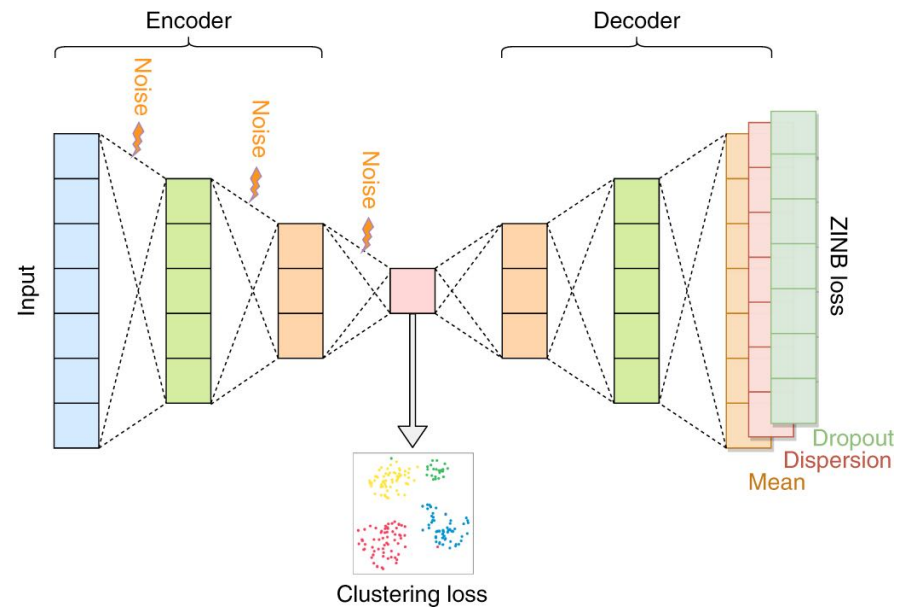 Encoder
Decoder
Noise
Noise
Noise
Input
ZINB loss
Dropout
Dispersion
Mean
Clustering loss